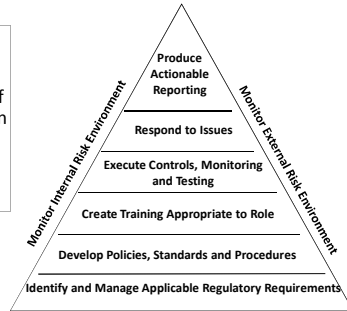 Produce
Actionable
Reporting
Respond to Issues
Execute Controls, Monitoring
and Testing
Create Training Appropriate to Role
Develop Policies, Standards and Procedures
Identify and Manage Applicable Regulatory Requirements
Monitor Internal Risk Environment
Monitor External Risk Environment